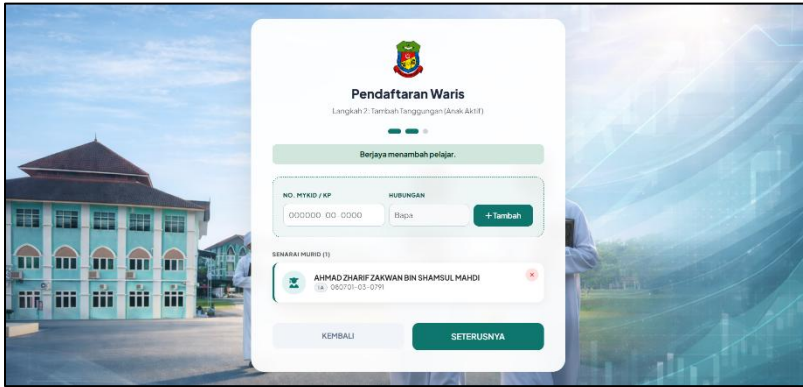 Pendaftaran Waris
Langkah 2: Tambah Tanggungan (Anak Aktif)
Berjaya menambah pelajar.
NO. MYKID / KP
HUBUNGAN
000000-00-0000
Bapa
+Tambah
SENARAI MURID (1)
AHMAD ZHARIF ZAKWAN BIN SHAMSUL MAHDI
080701-03-0791
KEMBALI
SETERUSNYA